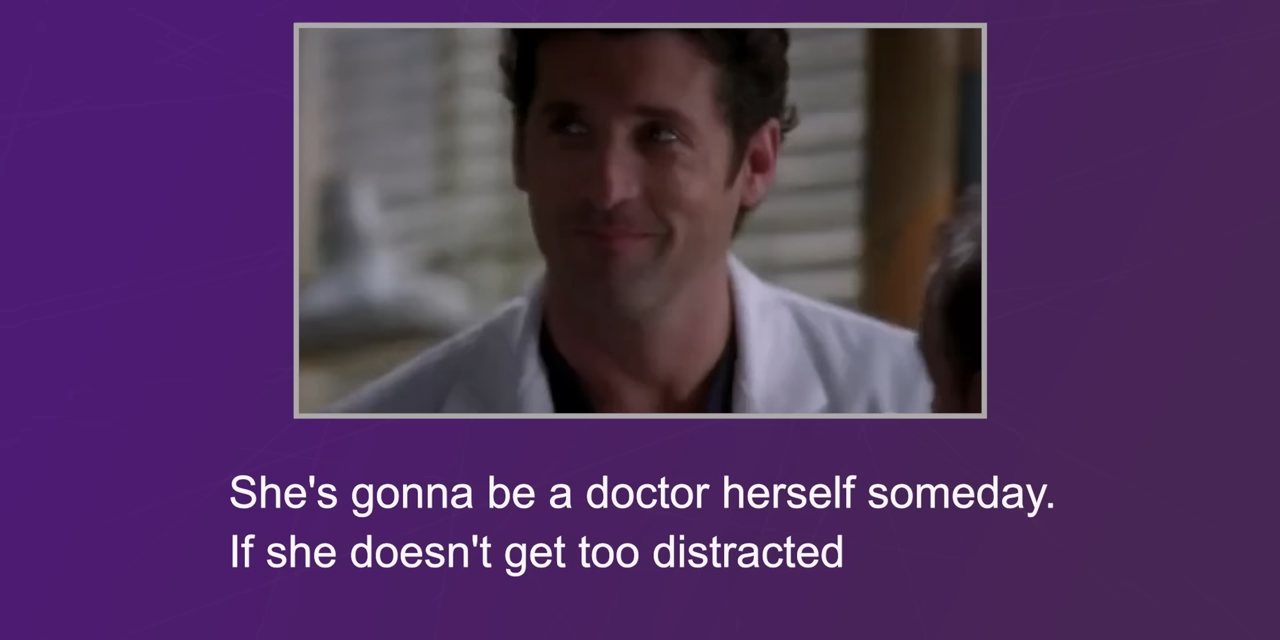 She's gonna be a doctor herself someday.
If she doesn't get too distracted